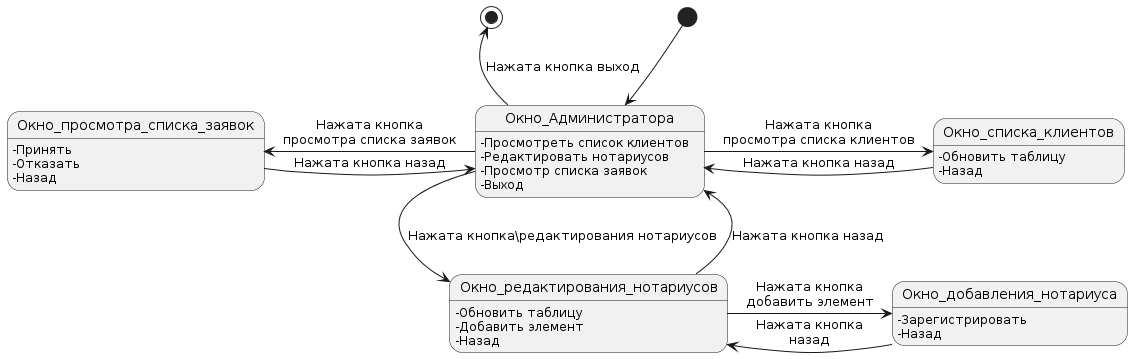 Нажата кнопка выход
Окно_просмотра_списка_заявок
-Принять
-Отказать
-Назад
Нажата кнопка
просмотра списка заявок
Нажата кнопка назад
Окно_Администратора
-Просмотреть список клиентов
-Редактировать нотариусов
-Просмотр списка заявок
-Выход
Нажата кнопка
просмотра списка клиентов
Нажата кнопка назад
Окно_списка_клиентов
-Обновить таблицу
-Назад
Нажата кнопка\редактирования нотариусов
Нажата кнопка назад
Окно_редактирования_нотариусов
-Обновить таблицу
-Добавить элемент
-Назад
Нажата кнопка
добавить элемент
Нажата кнопка
назад
Окно_добавления_нотариуса
-Зарегистрировать
-Назад